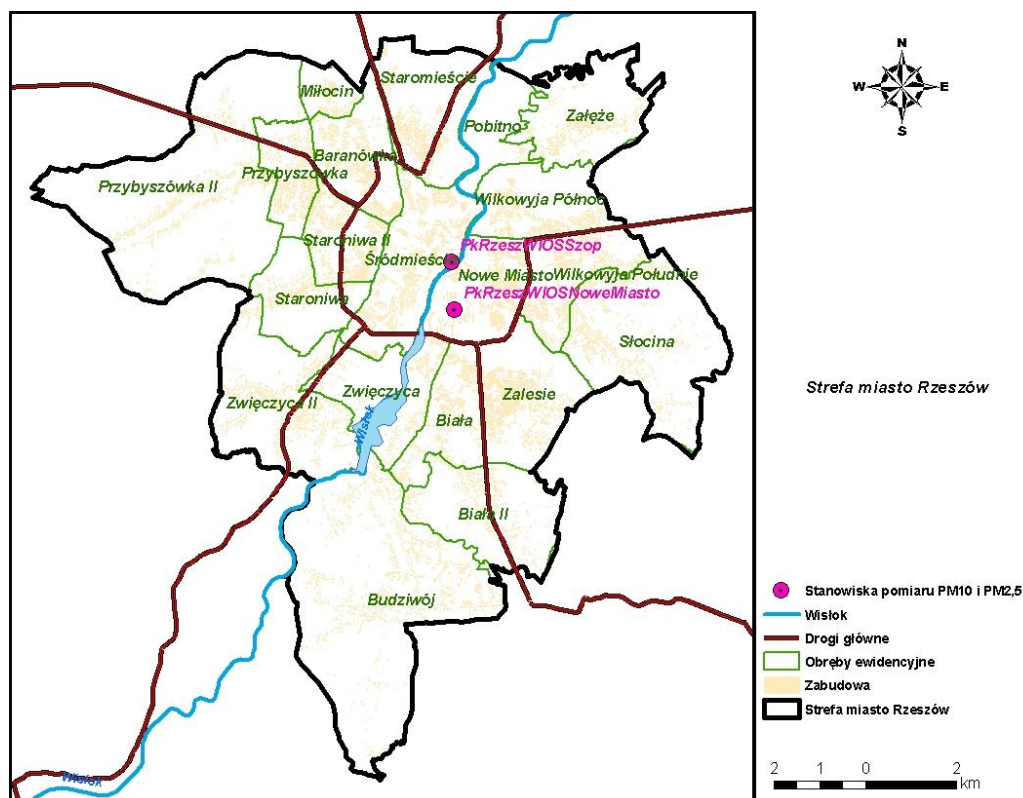 N
W E
S
Staromieście
Miłocin
Załęże
Pobitno
Baranówka
Przybyszówka
Przybyszówka II
Wilkowyja Północ
Staroniwa II
PkRzeszWIOSSzop
Śródmieście
Nowe Miasto
Wilkowyja Południe
PkRzeszWIOSNoweMiasto
Staroniwa
Słocina
Zwięczyca
Zalesie
Strefa miasto Rzeszów
Zwięczyca II
Biała
Wisłok
Biała II
Budziwój
Wisłok
Stanowiska pomiaru PM10 i PM2,5
Wisłok
Drogi główne
Obręby ewidencyjne
Zabudowa
Strefa miasto Rzeszów
2 1 0 2
km